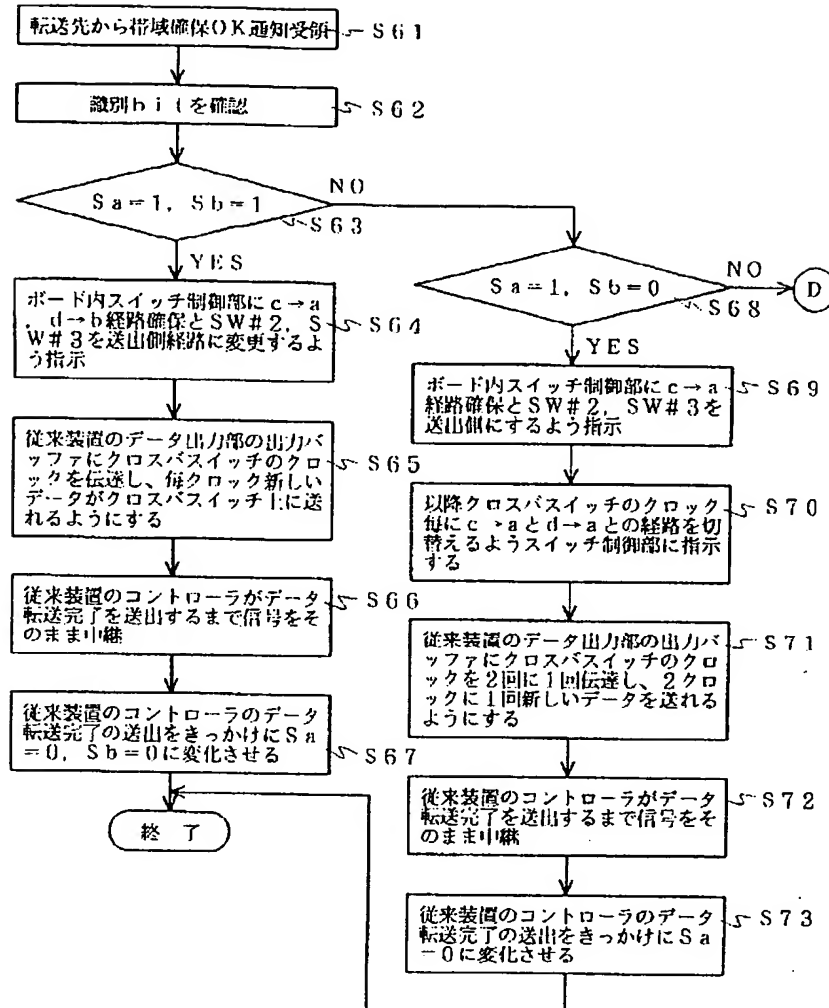 転送先から帯域確保OK通知受領
S61
識別bitを確認
S62
Sa=1, Sb=1
S63
NO
YES
ボード内スイッチ制御部にc→a
, d→b経路確保とSW#2, S
W#3を送出側経路に変更するよ
う指示
S64
従来装置のデータ出力部の出力バ
ッファにクロスバスイッチのクロ
ックを伝達し、毎クロック新しい
データがクロスバスイッチ上に送
れるようにする
S65
従来装置のコントローラがデータ
転送完了を送出するまで信号をそ
のまま中継
S66
従来装置のコントローラのデータ
転送完了の送出をきっかけにSa
=0, Sb=0に変化させる
S67
終了
Sa=1, Sb=0
S68
NO
D
YES
ボード内スイッチ制御部にc→a
経路確保とSW#2, SW#3を
送出側にするよう指示
S69
以降クロスバスイッチのクロック
毎にc→aとd→aとの経路を切
替えるようスイッチ制御部に指示
する
S70
従来装置のデータ出力部の出力バ
ッファにクロスバスイッチのクロ
ックを2回に1回伝達し、2クロ
ックに1回新しいデータを送れる
ようにする
S71
従来装置のコントローラがデータ
転送完了を送出するまで信号をそ
のまま中継
S72
従来装置のコントローラのデータ
転送完了の送出をきっかけにSa
=0に変化させる
S73